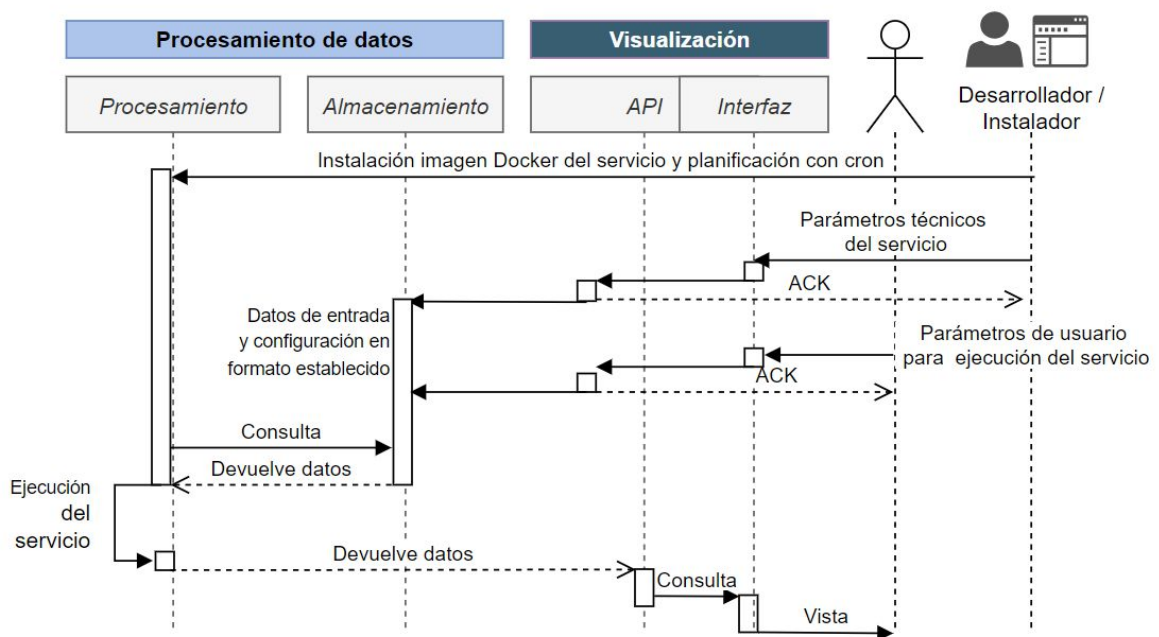 Procesamiento de datos
Visualización
Procesamiento
Almacenamiento
API
Interfaz
Desarrollador /
Instalador
Instalación imagen Docker del servicio y planificación con cron
Parámetros técnicos
del servicio
ACK
Datos de entrada
y configuración en
formato establecido
Parámetros de usuario
para ejecución del servicio
ACK
Consulta
Devuelve datos
Ejecución
del
servicio
Devuelve datos
Consulta
Vista